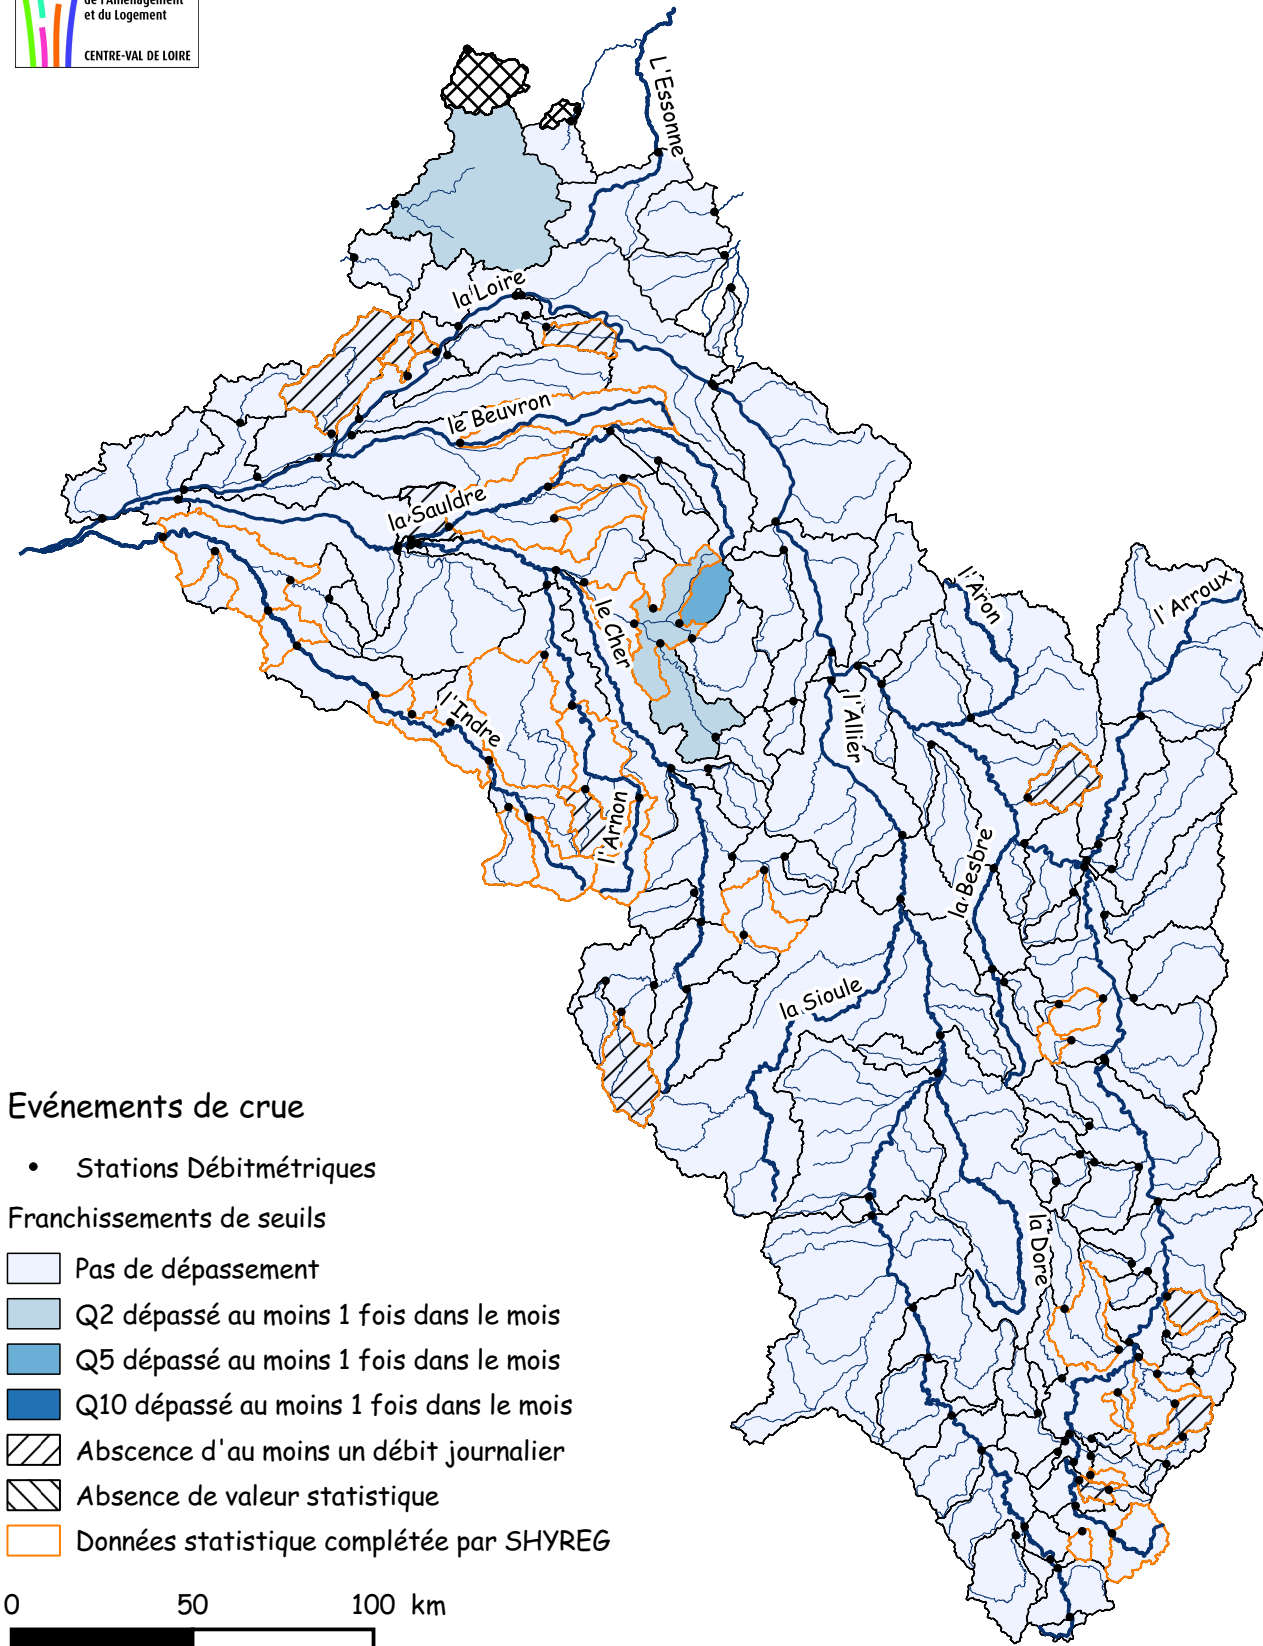 de l'Aménagement
et du Logement
CENTRE-VAL DE LOIRE
L'Essonne
la Loire
le Beuvron
la Sauldre
l'Aron
l'Arroux
le Cher
l'Indre
l'Allier
l'Arnon
la Besbre
la Sioule
la Dore
Evénements de crue
Stations Débitmétriques
Franchissements de seuils
Pas de dépassement
Q2 dépassé au moins 1 fois dans le mois
Q5 dépassé au moins 1 fois dans le mois
Q10 dépassé au moins 1 fois dans le mois
Abscence d'au moins un débit journalier
Absence de valeur statistique
Données statistique complétée par SHYREG
0 50 100 km